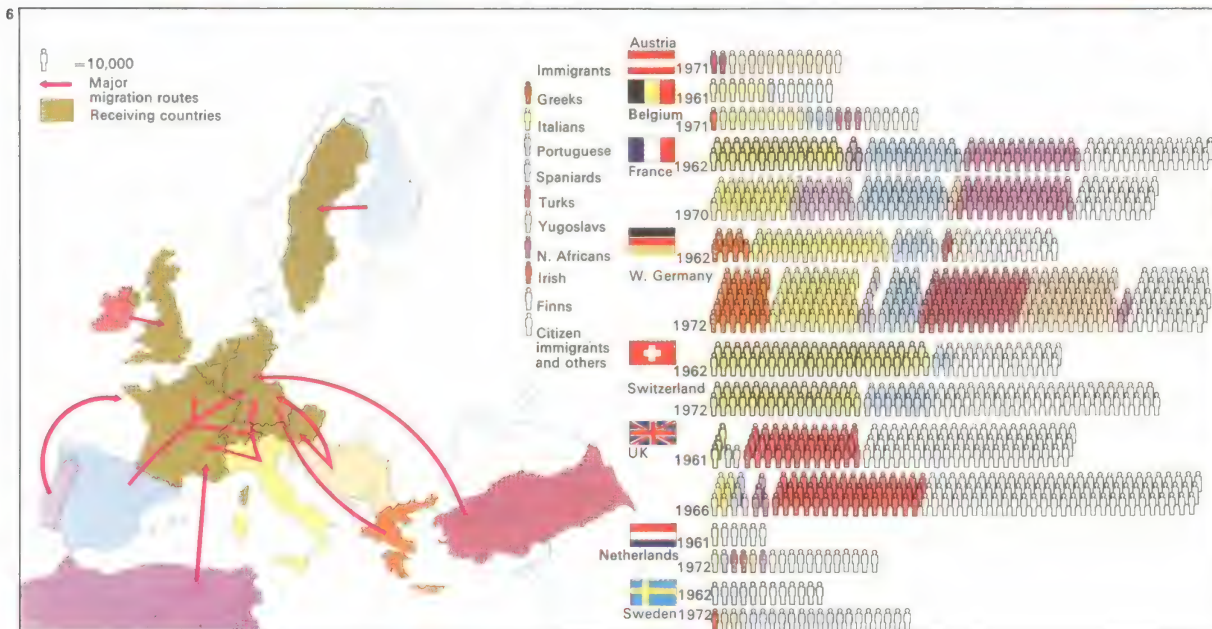 6
=10,000
Major
migration routes
Receiving countries
Immigrants
Greeks
Italians
Portuguese
Spaniards
Turks
Yugoslavs
N. Africans
Irish
Finns
Citizen
immigrants
and others
Austria
1971
1961
Belgium
1971
1962
France
1970
1962
W. Germany
1972
1962
Switzerland
1972
UK
1961
1966
1961
Netherlands
1972
1962
Sweden
1972